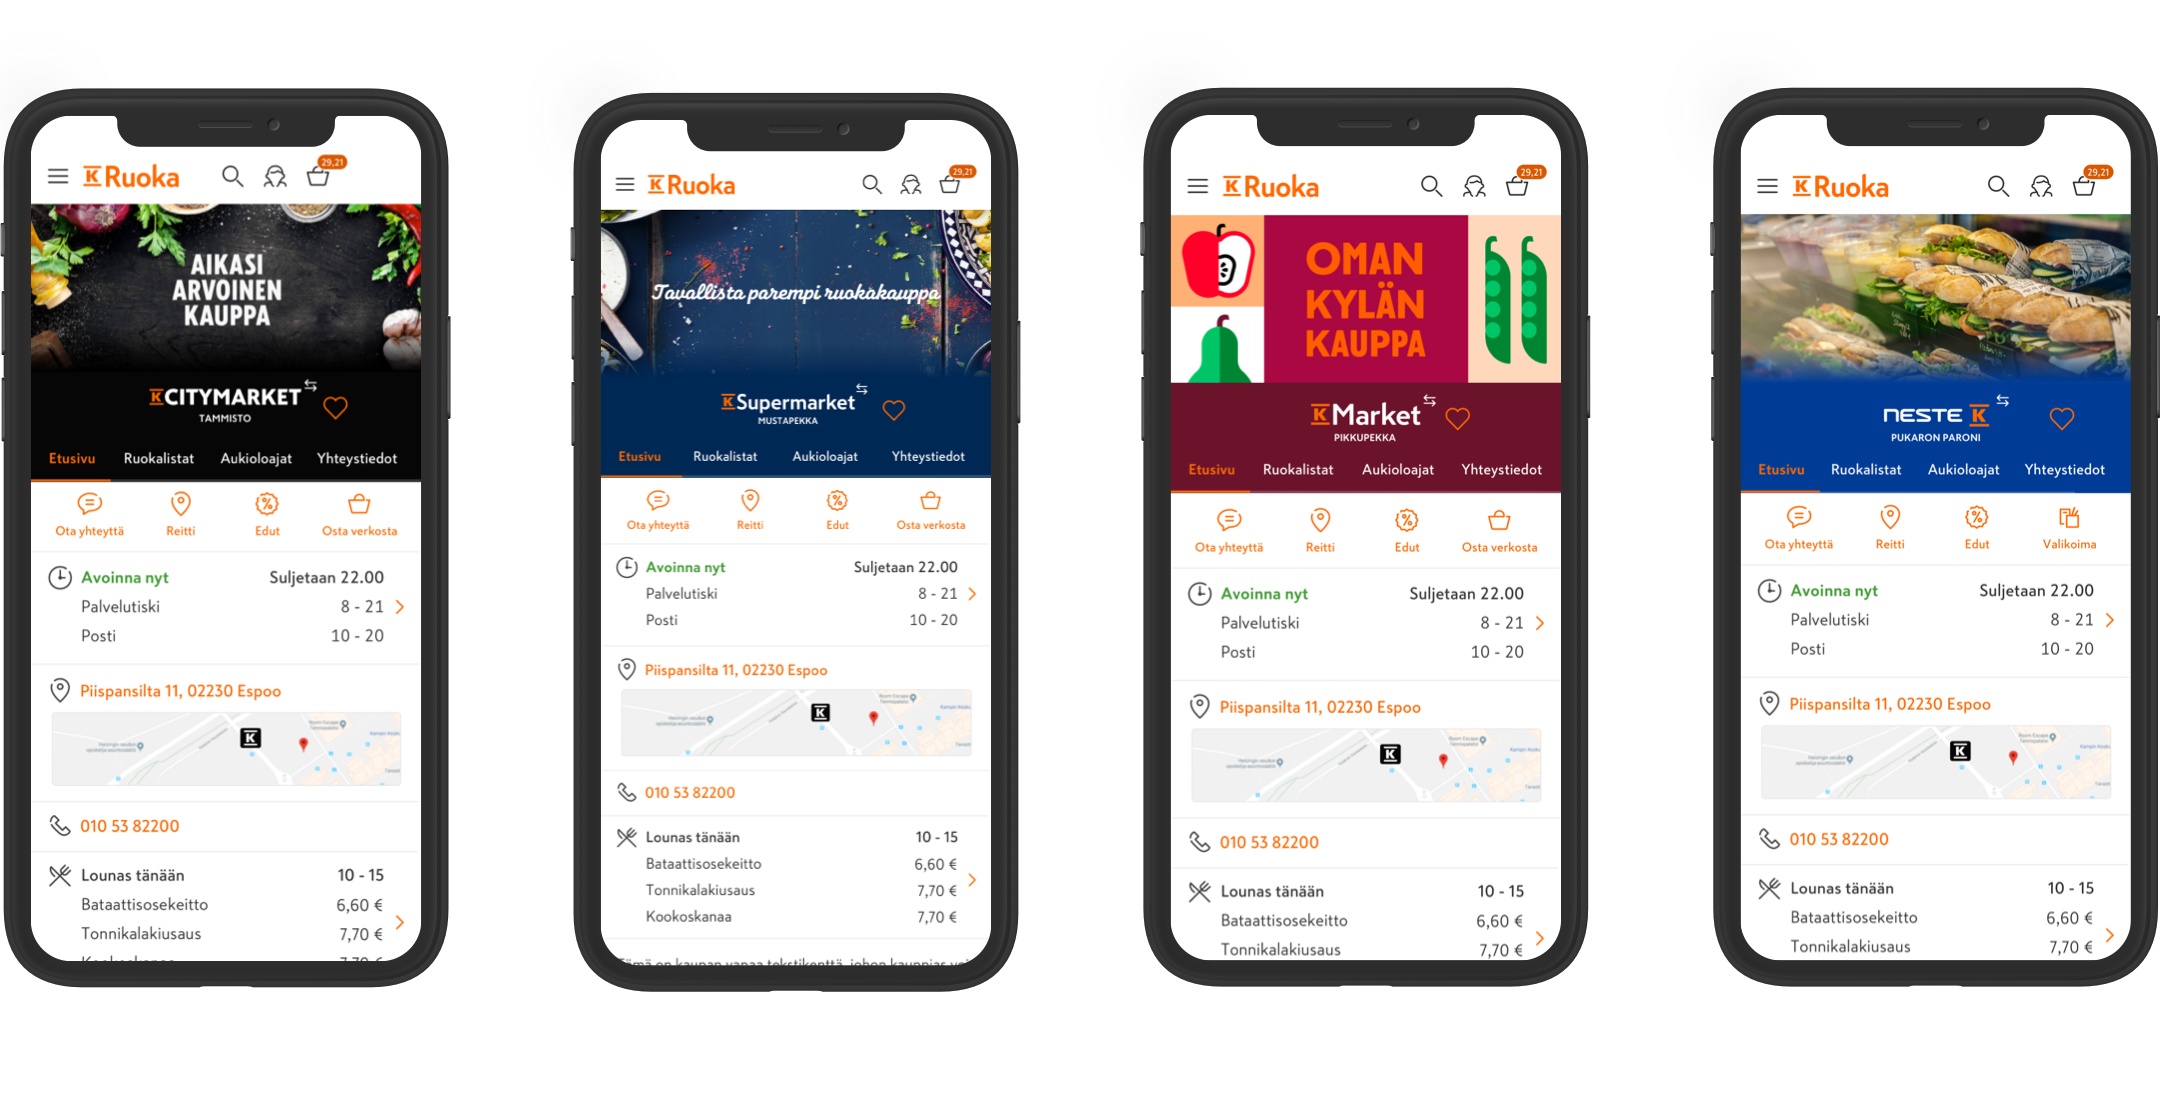 K Ruoka
29,21
AIKASI
ARVOINEN
KAUPPA
K CITYMARKET
TAMMISTO
Etusivu Ruokalistat Aukioloajat Yhteystiedot
Ota yhteyttä Reitti Edut Osta verkosta
Avoinna nyt Suljetaan 22.00
Palvelutiski 8 - 21
Posti 10 - 20
Piispansilta 11, 02230 Espoo
K
010 53 82200
Lounas tänään 10 - 15
Bataattisosekeitto 6,60 €
Tonnikalakiusaus 7,70 €
K Ruoka
29,21
Tavallista parempi ruokakauppa
K Supermarket
MUSTAPEKKA
Etusivu Ruokalistat Aukioloajat Yhteystiedot
Ota yhteyttä Reitti Edut Osta verkosta
Avoinna nyt Suljetaan 22.00
Palvelutiski 8 - 21
Posti 10 - 20
Piispansilta 11, 02230 Espoo
K
010 53 82200
Lounas tänään 10 - 15
Bataattisosekeitto 6,60 €
Tonnikalakiusaus 7,70 €
Kookoskanaa 7,70 €
K Ruoka
29,21
OMAN
KYLÄN
KAUPPA
K Market
PIKKUPEKKA
Etusivu Ruokalistat Aukioloajat Yhteystiedot
Ota yhteyttä Reitti Edut Osta verkosta
Avoinna nyt Suljetaan 22.00
Palvelutiski 8 - 21
Posti 10 - 20
Piispansilta 11, 02230 Espoo
K
010 53 82200
Lounas tänään 10 - 15
Bataattisosekeitto 6,60 €
Tonnikalakiusaus 7,70 €
K Ruoka
29,21
NESTE K
PUKARON PARONI
Etusivu Ruokalistat Aukioloajat Yhteystiedot
Ota yhteyttä Reitti Edut Valikoima
Avoinna nyt Suljetaan 22.00
Palvelutiski 8 - 21
Posti 10 - 20
Piispansilta 11, 02230 Espoo
K
010 53 82200
Lounas tänään 10 - 15
Bataattisosekeitto 6,60 €
Tonnikalakiusaus 7,70 €